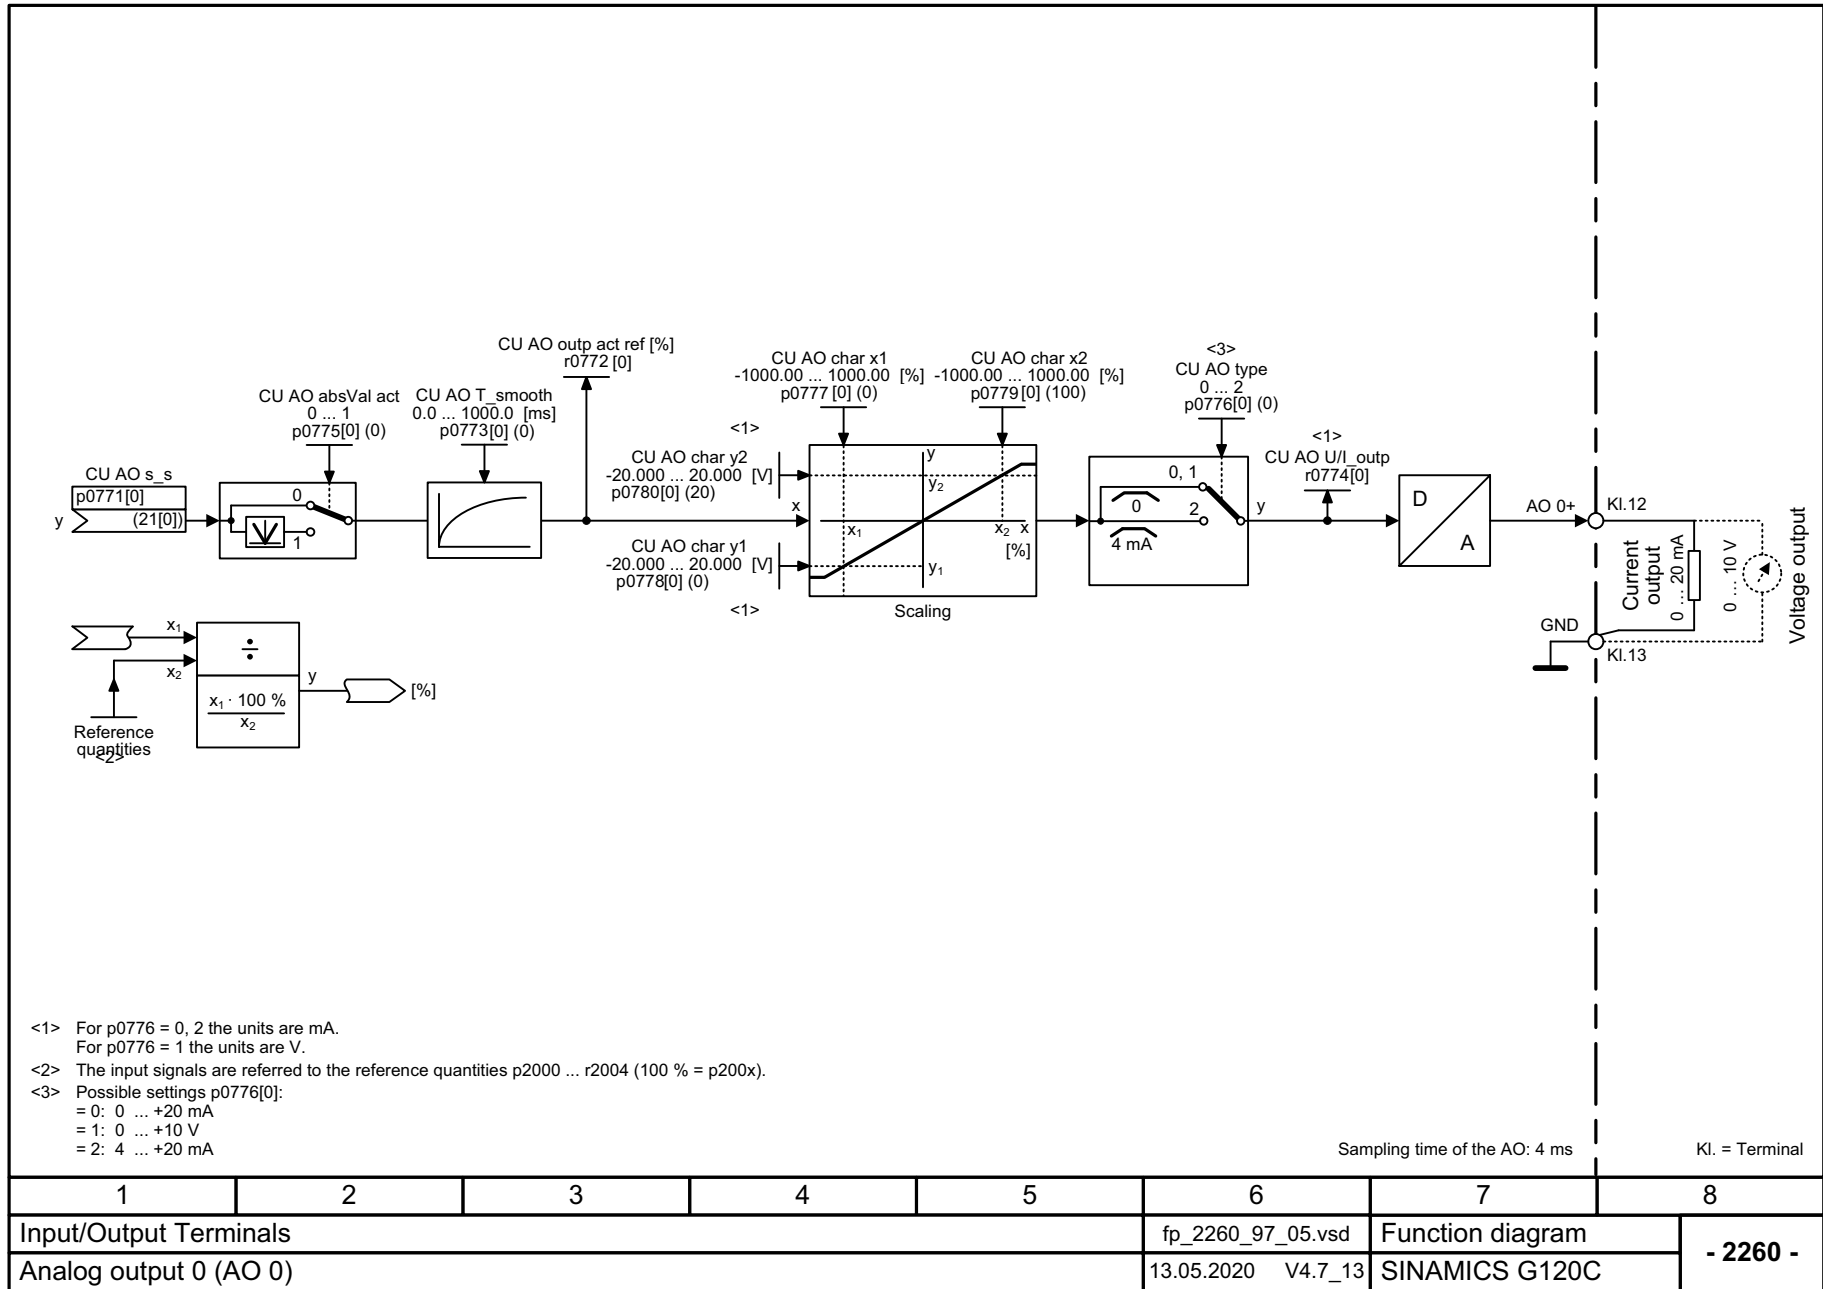 CU AO outp act ref [%]
r0772 [0]
CU AO absVal act
0 ... 1
p0775[0] (0)
CU AO T_smooth
0.0 ... 1000.0 [ms]
p0773[0] (0)
CU AO char x1
-1000.00 ... 1000.00 [%]
p0777 [0] (0)
CU AO char x2
-1000.00 ... 1000.00 [%]
p0779[0] (100)
<3>
CU AO type
0 ... 2
p0776[0] (0)
<1>
CU AO char y2
-20.000 ... 20.000 [V]
p0780[0] (20)
<1>
CU AO U/I_outp
r0774[0]
CU AO s_s
p0771[0]
y
(21[0])
0
1
x
CU AO char y1
-20.000 ... 20.000 [V]
p0778[0] (0)
<1>
y
y2
x1
x2
x
[%]
y1
Scaling
0, 1
0
2
4 mA
y
D
A
AO 0+
Kl.12
Current
output
0 ... 20 mA
0 ... 10 V
Voltage output
GND
Kl.13
x1
x2
÷
x1 · 100 %
x2
y
[%]
Reference
quantities
<2>
<1> For p0776 = 0, 2 the units are mA.
For p0776 = 1 the units are V.
<2> The input signals are referred to the reference quantities p2000 ... r2004 (100 % = p200x).
<3> Possible settings p0776[0]:
= 0: 0 ... +20 mA
= 1: 0 ... +10 V
= 2: 4 ... +20 mA
Sampling time of the AO: 4 ms
Kl. = Terminal
1 2 3 4 5 6 7 8
Input/Output Terminals
fp_2260_97_05.vsd
Function diagram
- 2260 -
Analog output 0 (AO 0)
13.05.2020 V4.7_13
SINAMICS G120C